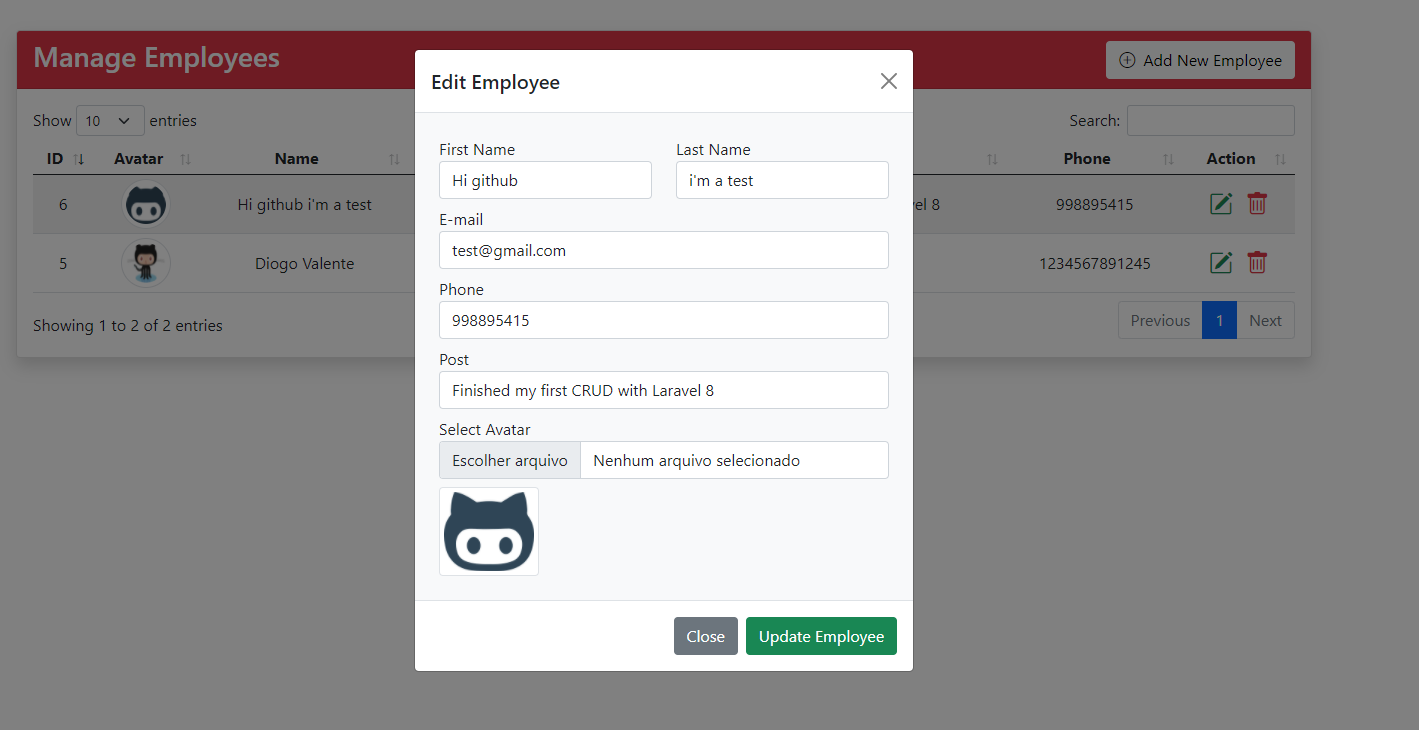 Manage Employees
Add New Employee
Show 10 entries
Search:
ID Avatar Name Phone Action
6 Hi github i'm a test 8 998895415
5 Diogo Valente 1234567891245
Showing 1 to 2 of 2 entries
Previous 1 Next
Edit Employee
First Name Last Name
Hi github i'm a test
E-mail
test@gmail.com
Phone
998895415
Post
Finished my first CRUD with Laravel 8
Select Avatar
Escolher arquivo Nenhum arquivo selecionado
Close Update Employee